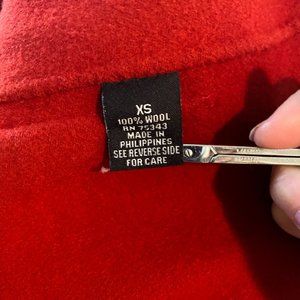 XS
100% WOOL
RN 75343
MADE IN
PHILIPPINES
SEE REVERSE SIDE
FOR CARE